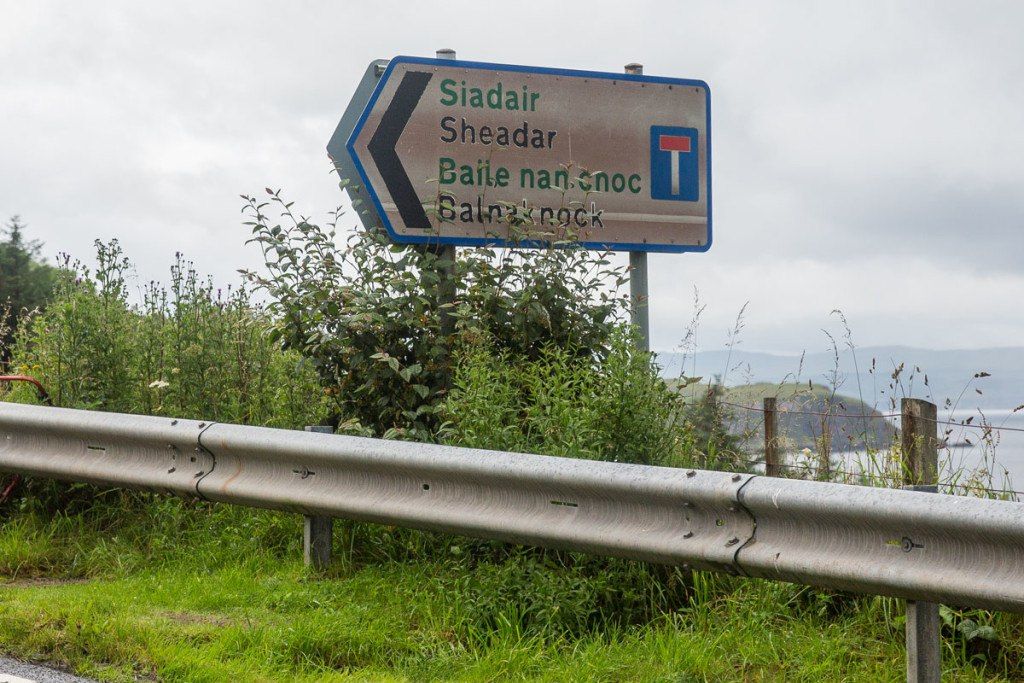 Siadair
Sheadar
Baile nan cnoc
Balnaknock